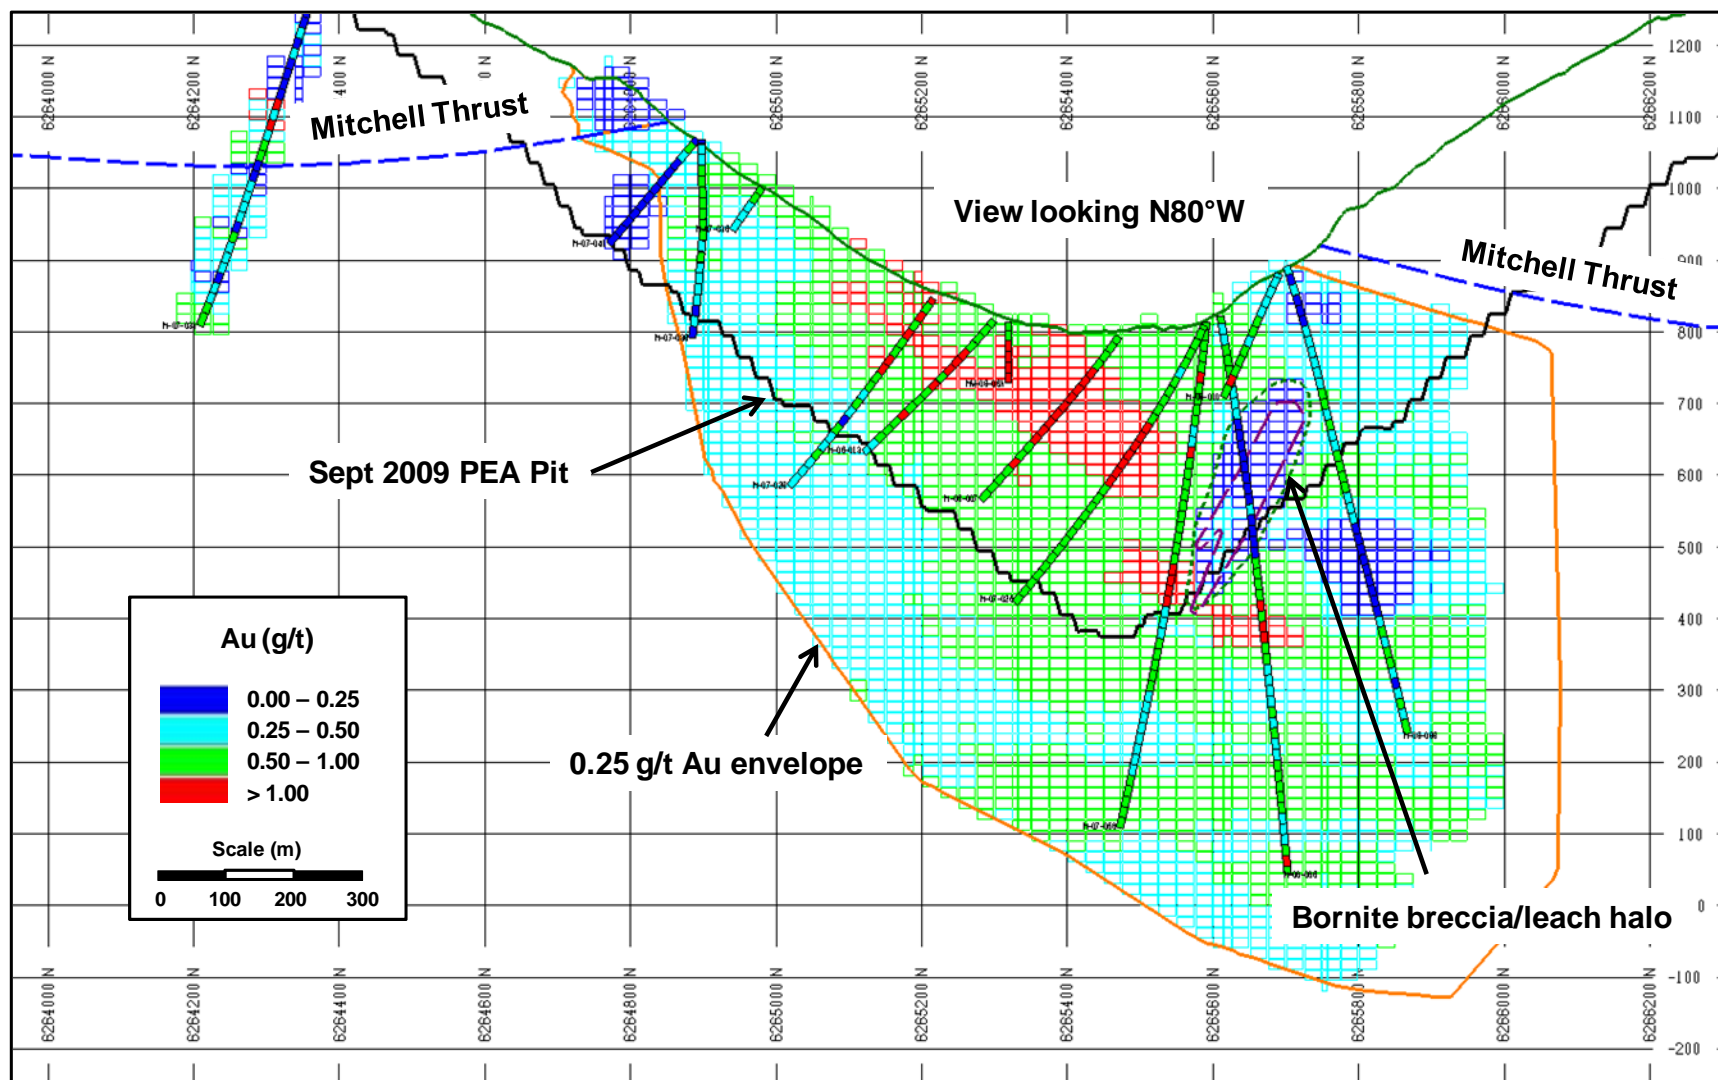 6264000 N
6264200 N
6265000 N
6265200 N
6265400 N
6265600 N
6265800 N
6266000 N
6266200 N
1200
1100
1000
800
700
600
500
400
300
200
100
0
-100
-200
Mitchell Thrust
View looking N80°W
Mitchell Thrust
Sept 2009 PEA Pit
0.25 g/t Au envelope
Bornite breccia/leach halo
Au (g/t)
0.00 – 0.25
0.25 – 0.50
0.50 – 1.00
> 1.00
Scale (m)
0 100 200 300
6264000 N
6264200 N
6264400 N
6264600 N
6264800 N
6265000 N
6265200 N
6265400 N
6265600 N
6265800 N
6266000 N
6266200 N